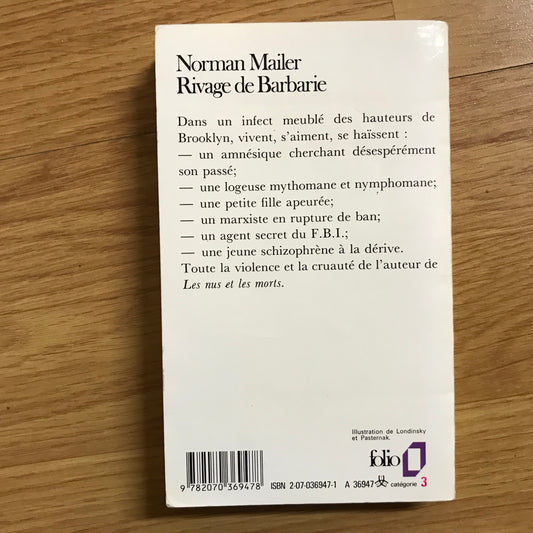 Norman Mailer
Rivage de Barbarie
Dans un infect meublé des hauteurs de
Brooklyn, vivent, s'aiment, se haïssent :
— un amnésique cherchant désespérément
son passé;
— une logeuse mythomane et nymphomane;
— une petite fille apeurée;
— un marxiste en rupture de ban;
— un agent secret du F.B.I.;
— une jeune schizophrène à la dérive.
Toute la violence et la cruauté de l'auteur de
Les nus et les morts.
Illustration de Londinsky
et Pasternak.
folio
9 782070 369478
ISBN 2-07-036947-1 A 36947 catégorie 3